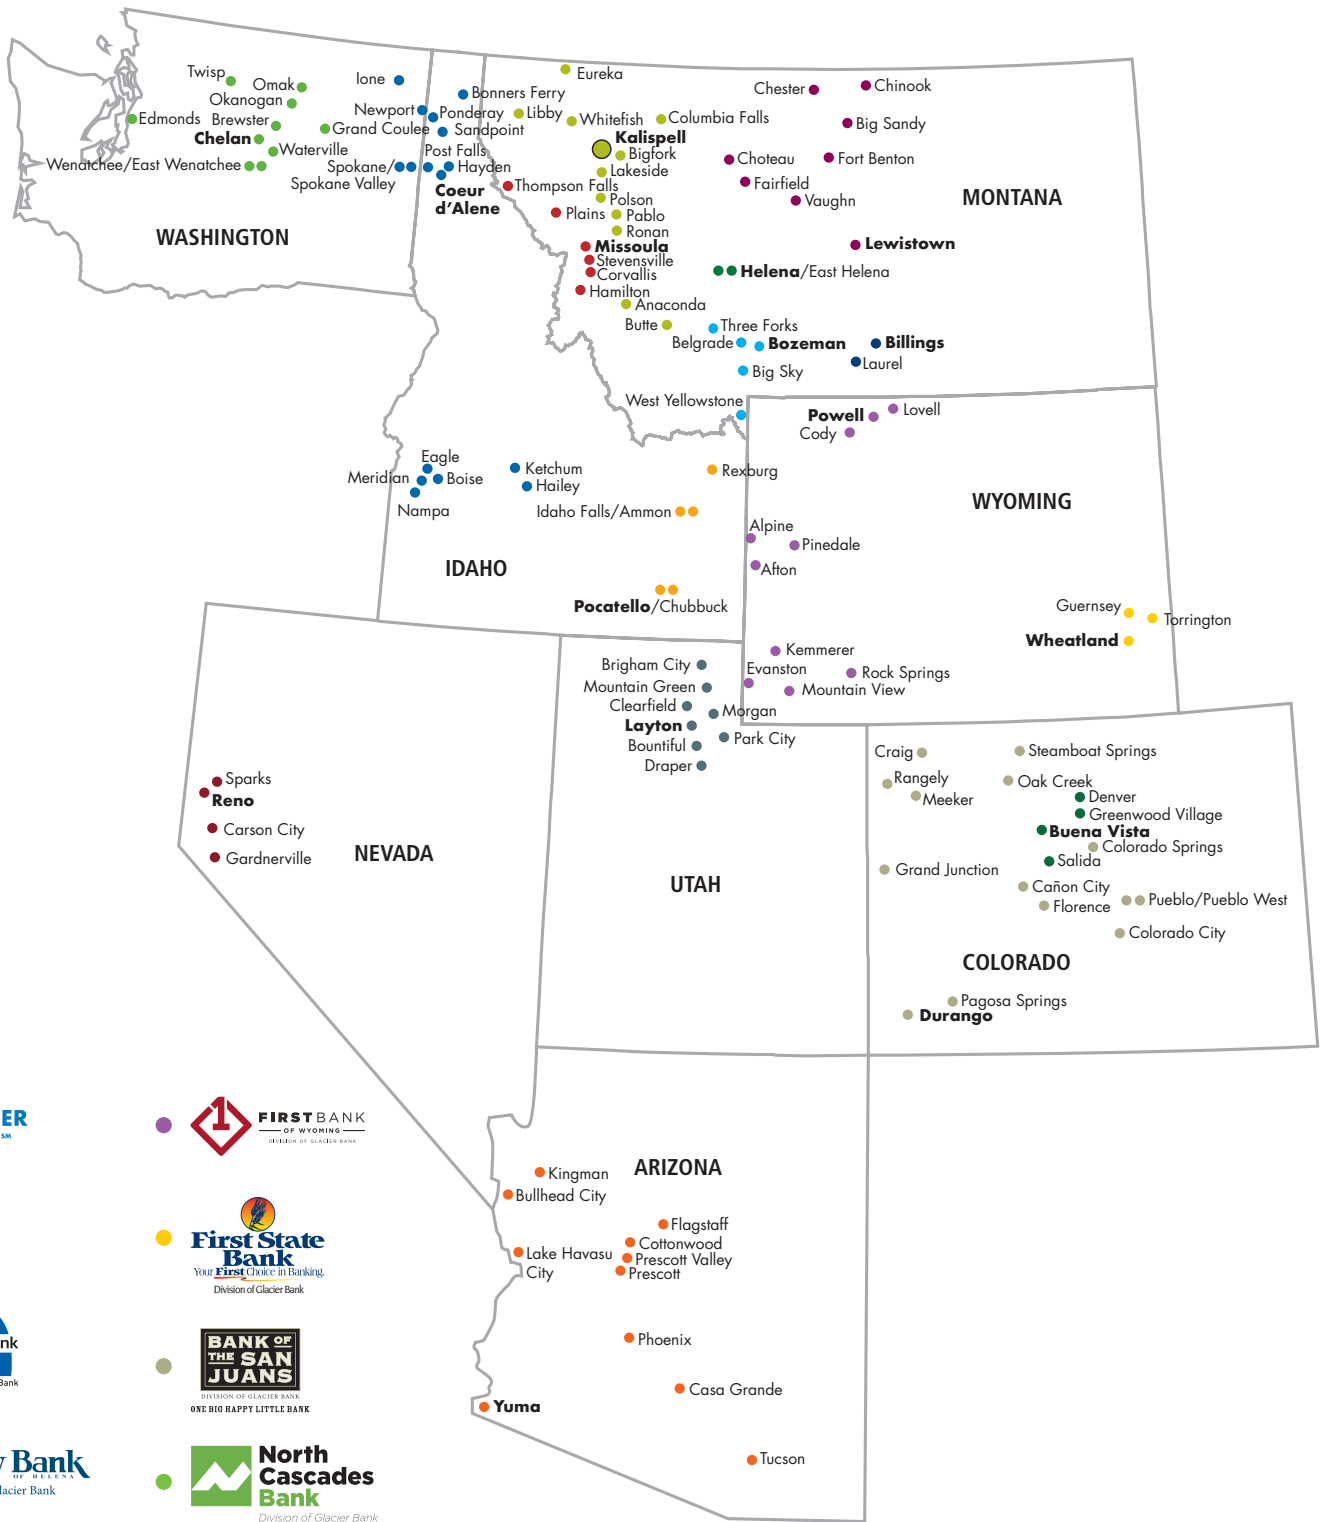 Twisp
Omak
Okanogan
Edmonds
Brewster
Chelan
Grand Coulee
Waterville
Wenatchee/East Wenatchee
Ione
Newport
Spokane/
Spokane Valley
WASHINGTON
Bonners Ferry
Ponderay
Sandpoint
Post Falls
Hayden
Coeur
d'Alene
Eagle
Meridian
Boise
Nampa
Ketchum
Hailey
Rexburg
Idaho Falls/Ammon
IDAHO
Pocatello/Chubbuck
Eureka
Libby
Whitefish
Columbia Falls
Kalispell
Bigfork
Lakeside
Thompson Falls
Polson
Plains
Pablo
Ronan
Missoula
Stevensville
Corvallis
Hamilton
Anaconda
Butte
Chester
Chinook
Big Sandy
Choteau
Fort Benton
Fairfield
Vaughn
MONTANA
Lewistown
Helena/East Helena
Three Forks
Belgrade
Bozeman
Billings
Laurel
Big Sky
West Yellowstone
Powell
Lovell
Cody
WYOMING
Alpine
Pinedale
Afton
Guernsey
Torrington
Wheatland
Kemmerer
Evanston
Rock Springs
Mountain View
Brigham City
Mountain Green
Clearfield
Morgan
Layton
Park City
Bountiful
Draper
UTAH
Sparks
Reno
Carson City
Gardnerville
NEVADA
Craig
Steamboat Springs
Rangely
Oak Creek
Meeker
Denver
Greenwood Village
Buena Vista
Colorado Springs
Salida
Grand Junction
Cañon City
Florence
Pueblo/Pueblo West
Colorado City
COLORADO
Pagosa Springs
Durango
ARIZONA
Kingman
Bullhead City
Flagstaff
Cottonwood
Lake Havasu
City
Prescott Valley
Prescott
Phoenix
Casa Grande
Yuma
Tucson
ER
SM
1
FIRSTBANK
OF WYOMING
DIVISION OF GLACIER BANK
First State
Bank
Your First Choice in Banking.
Division of Glacier Bank
nk
Bank
BANK OF
THE SAN
JUANS
DIVISION OF GLACIER BANK
ONE BIG HAPPY LITTLE BANK
y Bank
OF HELENA
lacier Bank
North
Cascades
Bank
Division of Glacier Bank